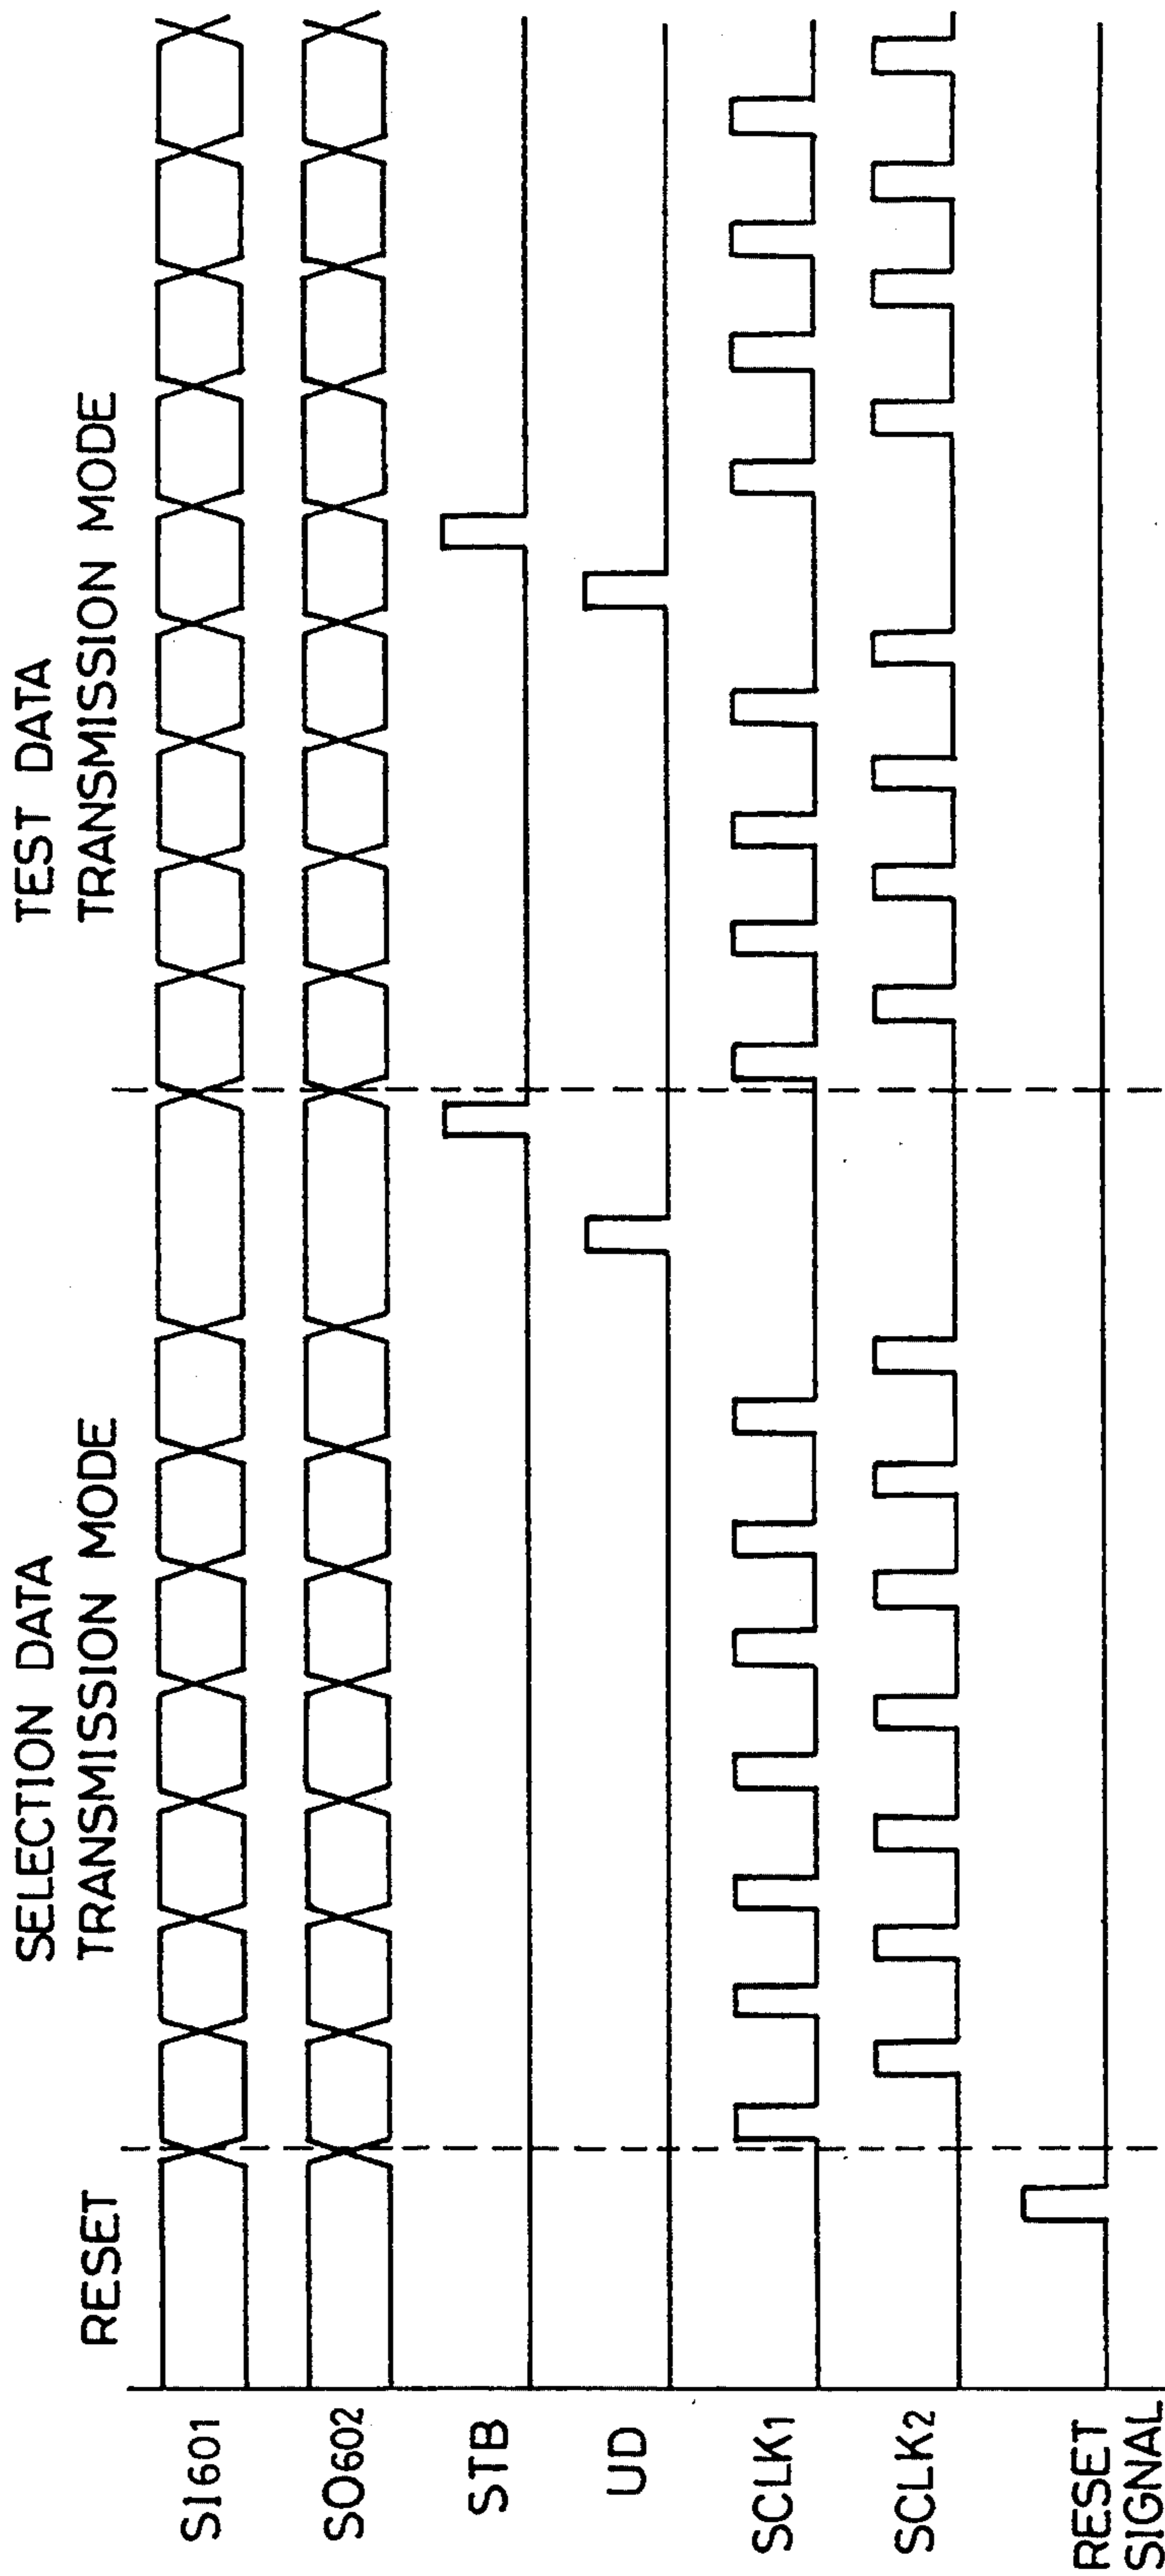 RESET
SELECTION DATA
TRANSMISSION MODE
TEST DATA
TRANSMISSION MODE
SI601
SO602
STB
UD
SCLK1
SCLK2
RESET
SIGNAL